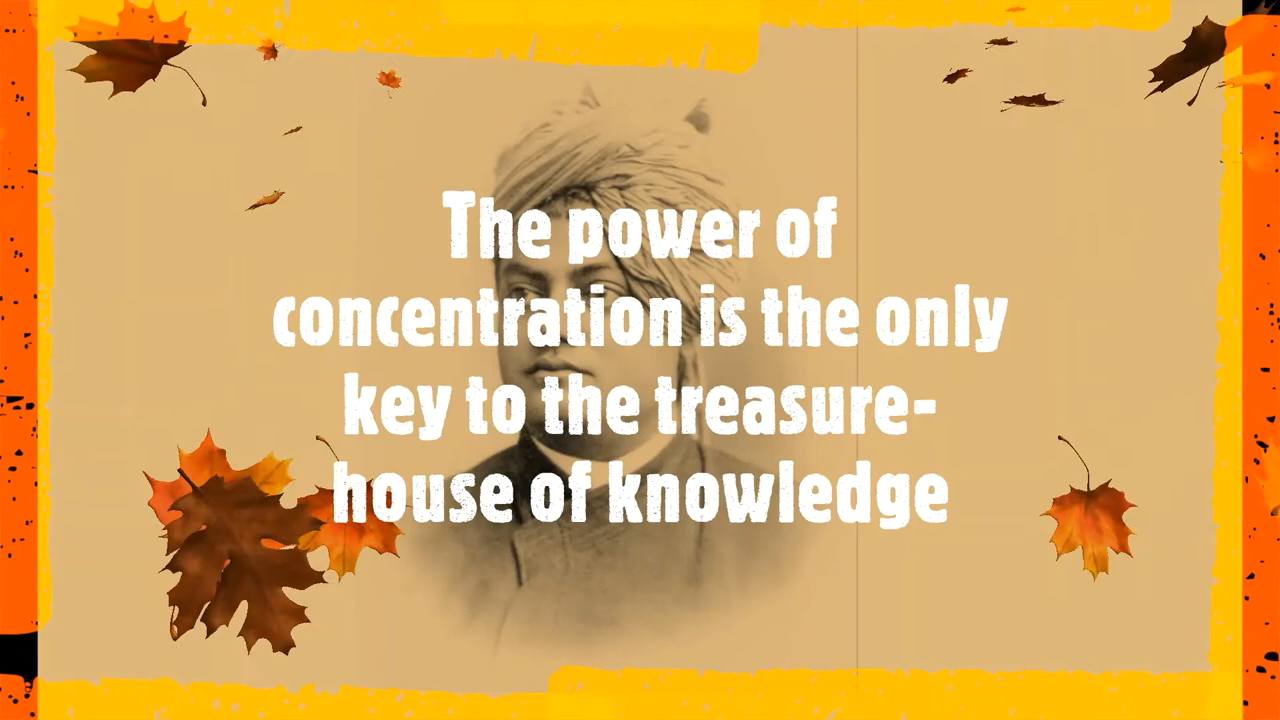 The power of
concentration is the only
key to the treasure-
house of knowledge